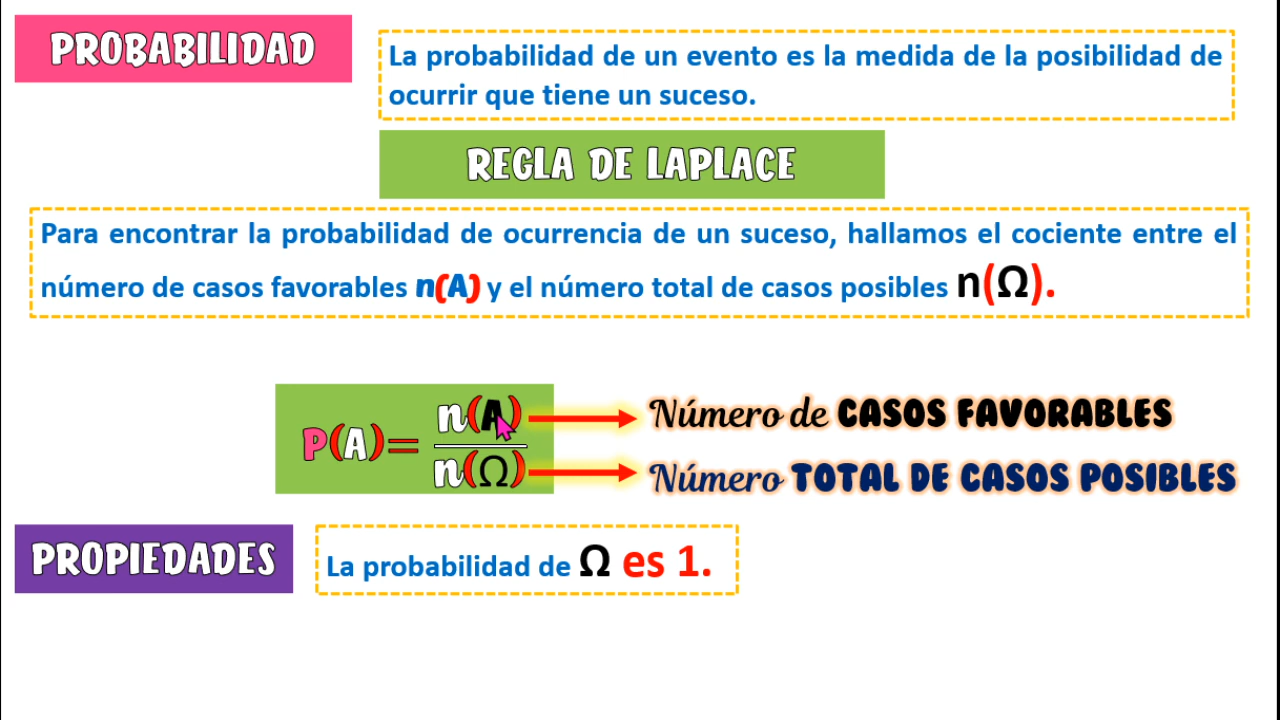 PROBABILIDAD
La probabilidad de un evento es la medida de la posibilidad de
ocurrir que tiene un suceso.
REGLA DE LAPLACE
Para encontrar la probabilidad de ocurrencia de un suceso, hallamos el cociente entre el
número de casos favorables n(A) y el número total de casos posibles n(Ω).
P(A)= n(A)
n(Ω)
Número de CASOS FAVORABLES
Número TOTAL DE CASOS POSIBLES
PROPIEDADES
La probabilidad de Ω es 1.